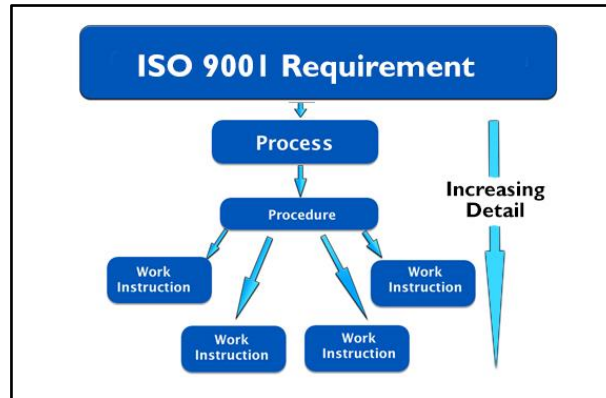 ISO 9001 Requirement
Process
Increasing
Detail
Procedure
Work
Instruction
Work
Instruction
Work
Instruction
Work
Instruction